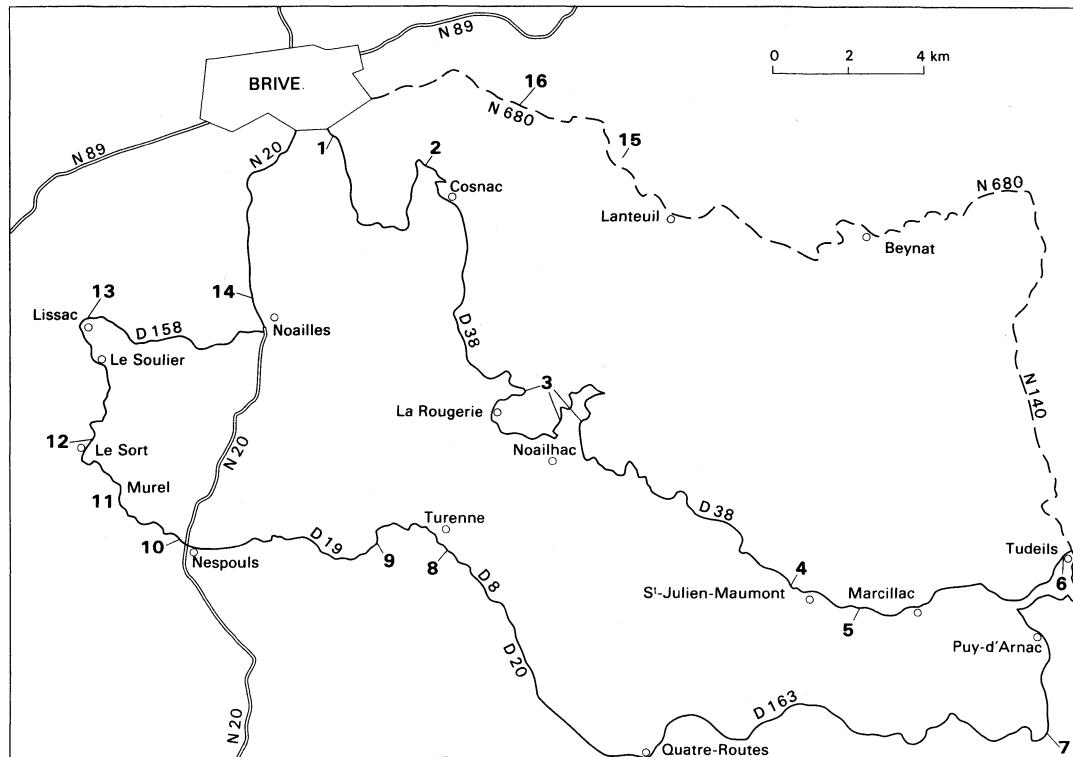 N 89
0 2 4 km
BRIVE
16
N 680
N 89
1
N 20
2
15
Cosnac
N 680
Lanteuil
Beynat
13
14
Lissac
D 158
Noailles
D 38
Le Soulier
N 140
3
La Rougerie
12
Le Sort
N 20
Noailhac
Murel
11
D 38
Turenne
10
D 19
9
8
Nespouls
Tudeils
4
6
D 8
St-Julien-Maumont
Marcillac
5
Puy-d'Arnac
D 20
D 163
N 20
Quatre-Routes
7